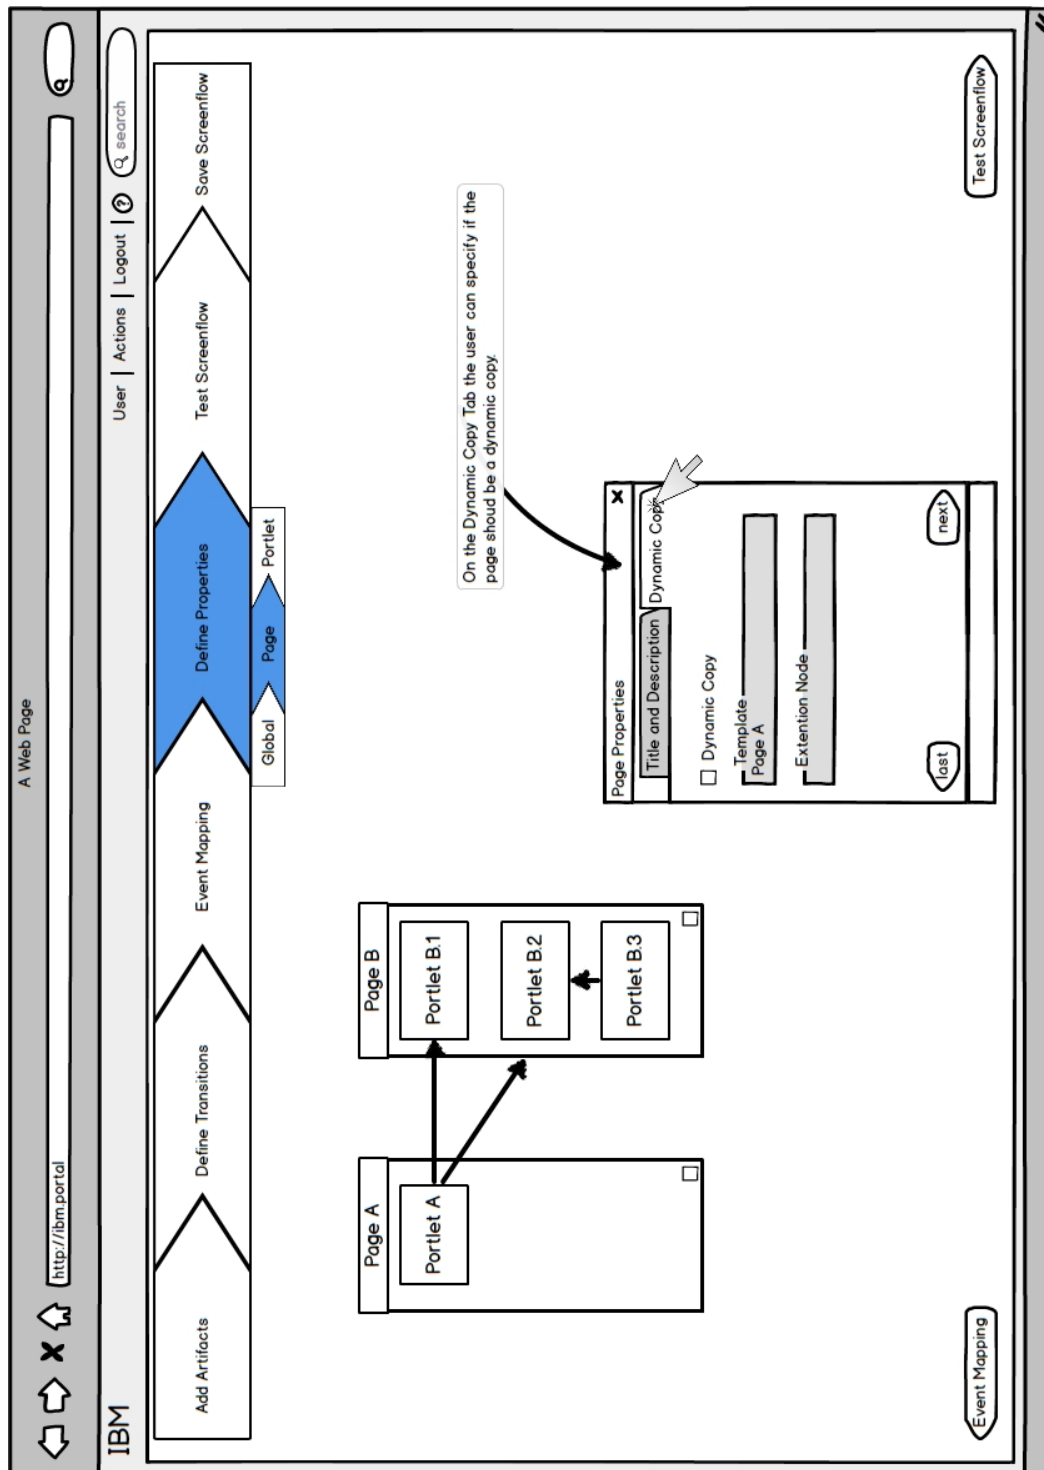 A Web Page
http://ibm.portal
IBM
User | Actions | Logout | ?
search
Add Artifacts
Define Transitions
Event Mapping
Define Properties
Test Screenflow
Save Screenflow
Global
Page
Portlet
On the Dynamic Copy Tab the user can specify if the
page shoud be a dynamic copy.
Page A
Portlet A
Page B
Portlet B.1
Portlet B.2
Portlet B.3
Page Properties
Title and Description
Dynamic Copy
Dynamic Copy
Template
Page A
Extention Node
last
next
Event Mapping
Test Screenflow